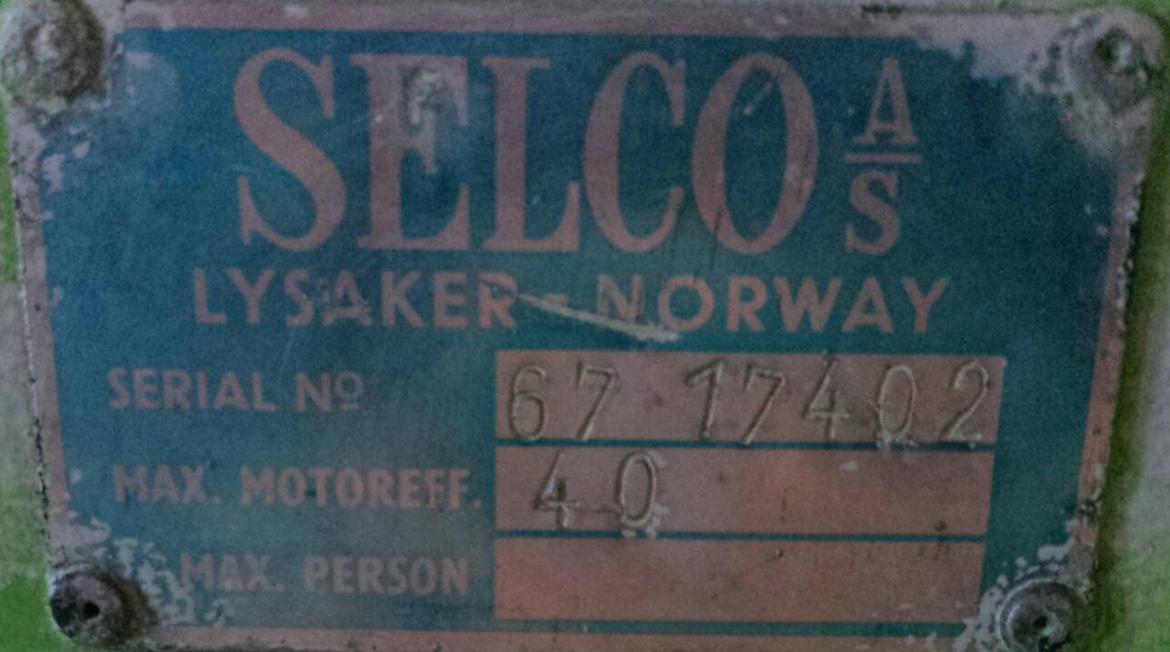 SELCO A/S
LYSAKER - NORWAY
SERIAL Nº 67 17402
MAX. MOTOREFF. 40
MAX. PERSON